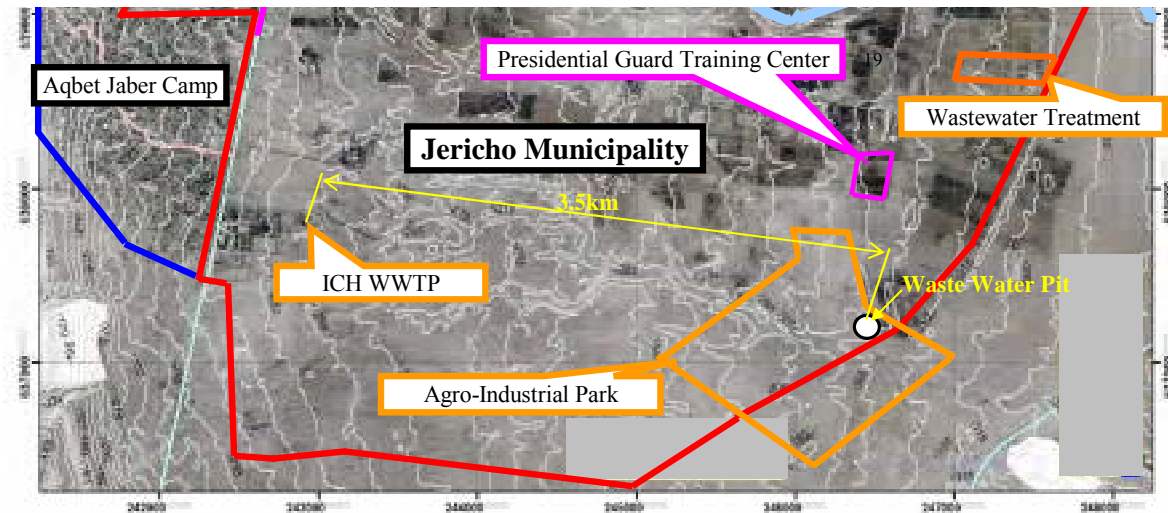 Presidential Guard Training Center
19
Aqbet Jaber Camp
Wastewater Treatment
Jericho Municipality
3.5km
ICH WWTP
Waste Water Pit
Agro-Industrial Park